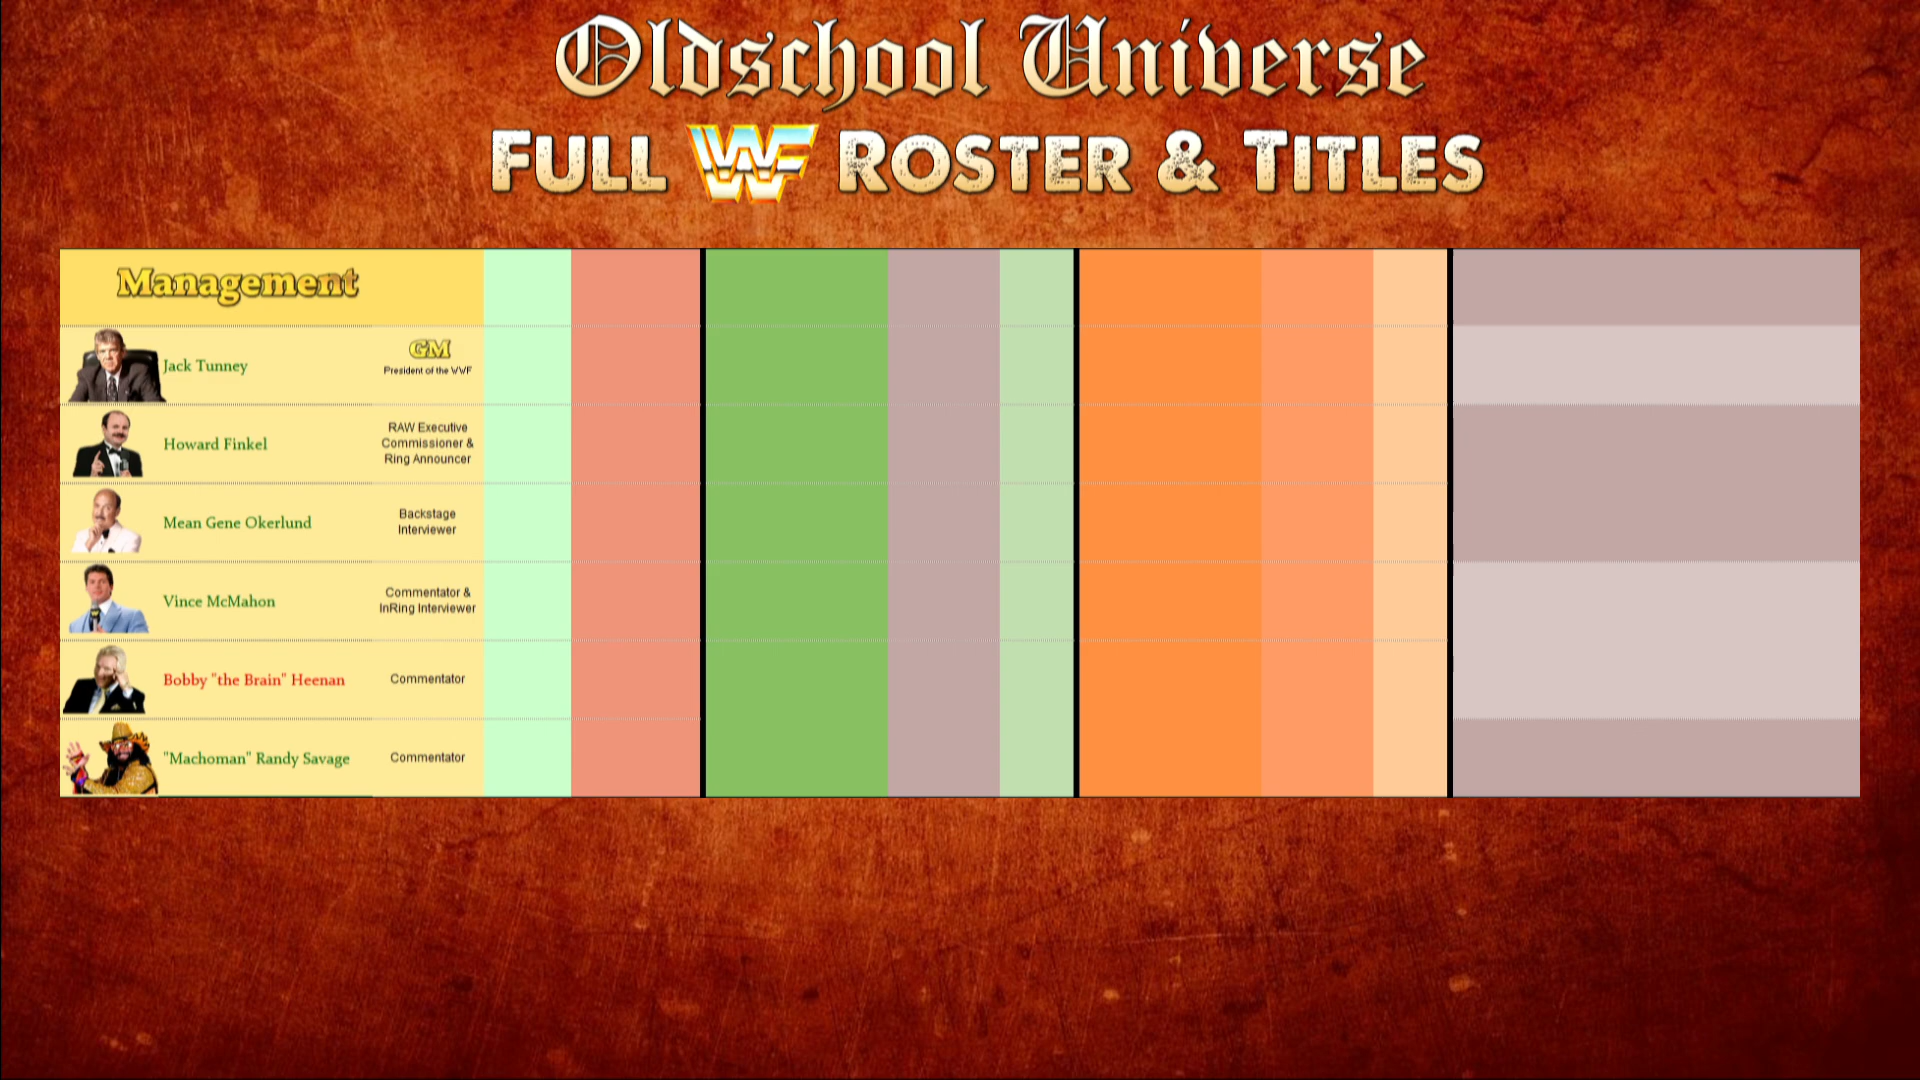 Oldschool Universe
Full WWF Roster & Titles
Management
Jack Tunney
GM
President of the WWF
Howard Finkel
RAW Executive
Commissioner &
Ring Announcer
Mean Gene Okerlund
Backstage
Interviewer
Vince McMahon
Commentator &
InRing Interviewer
Bobby "the Brain" Heenan
Commentator
"Machoman" Randy Savage
Commentator